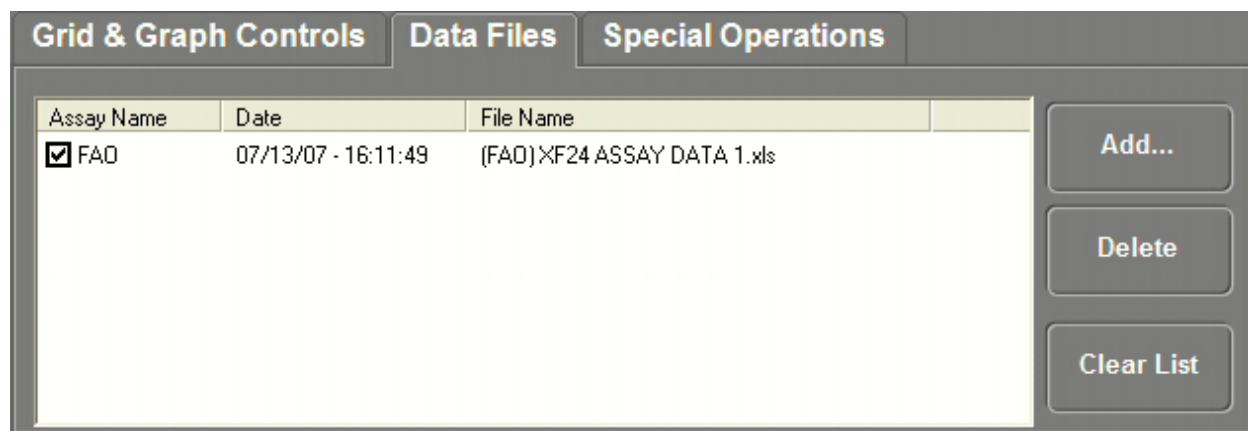 Grid & Graph Controls Data Files Special Operations
Assay Name Date File Name
FAO 07/13/07 - 16:11:49 (FAO) XF24 ASSAY DATA 1.xls
Add...
Delete
Clear List